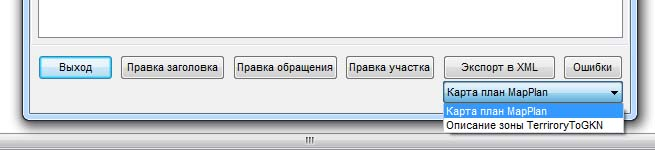 Выход Правка заголовка Правка обращения Правка участка Экспорт в XML Ошибки
Карта план MapPlan
Карта план MapPlan
Описание зоны TerriroryToGKN